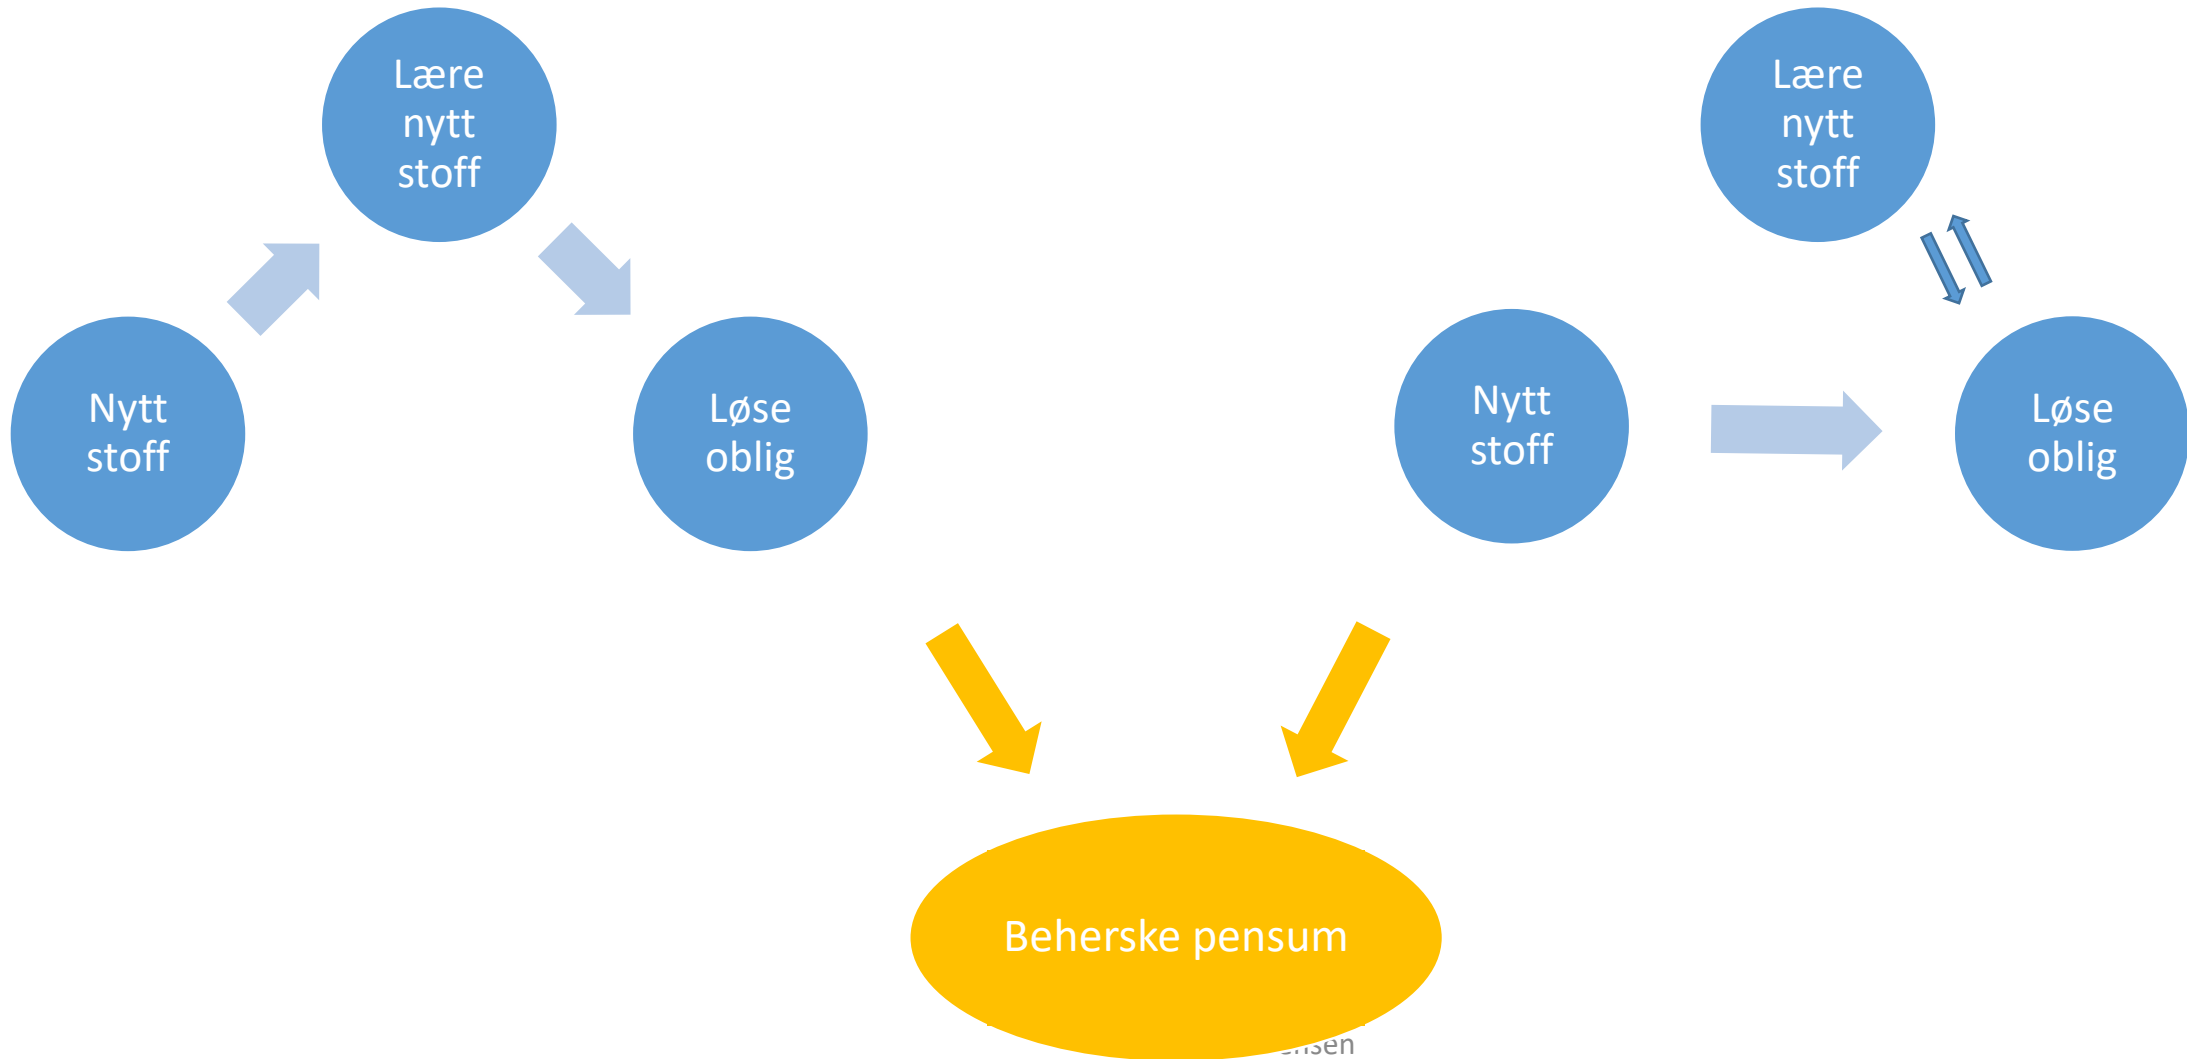 Lære
nytt
stoff
Nytt
stoff
Løse
oblig
Lære
nytt
stoff
Nytt
stoff
Løse
oblig
Beherske pensum